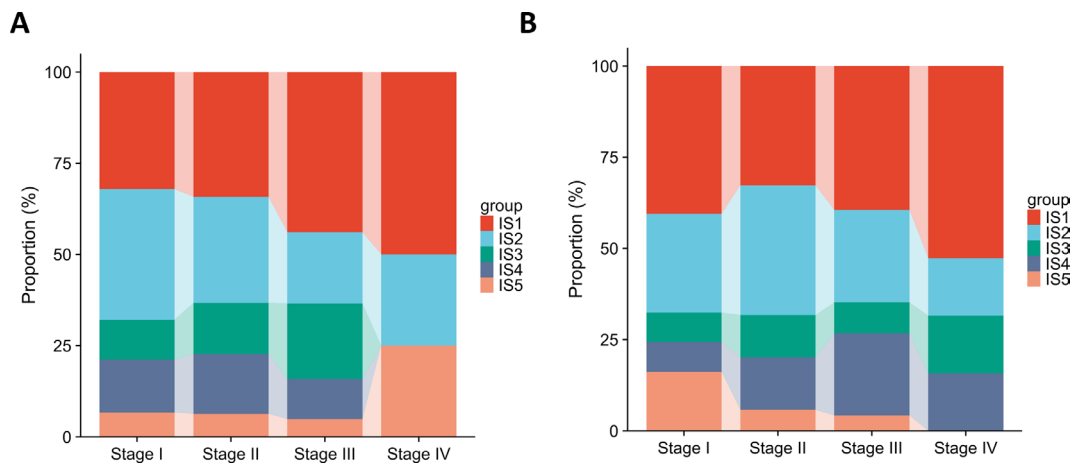 A
Proportion (%)
100
75
50
25
0
Stage I
Stage II
Stage III
Stage IV
group
IS1
IS2
IS3
IS4
IS5
B
Proportion (%)
100
75
50
25
0
Stage I
Stage II
Stage III
Stage IV
group
IS1
IS2
IS3
IS4
IS5